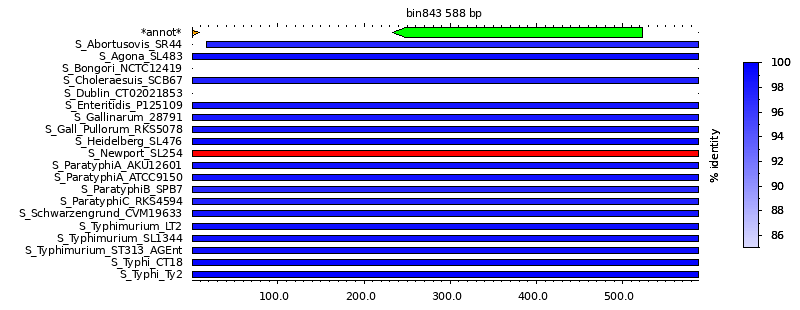 bin843 588 bp
*annot*
S_Abortusovis_SR44
S_Agona_SL483
S_Bongori_NCTC12419
S_Choleraesuis_SCB67
S_Dublin_CT02021853
S_Enteritidis_P125109
S_Gallinarum_28791
S_Gall_Pullorum_RKS5078
S_Heidelberg_SL476
S_Newport_SL254
S_ParatyphiA_AKU12601
S_ParatyphiA_ATCC9150
S_ParatyphiB_SPB7
S_ParatyphiC_RKS4594
S_Schwarzengrund_CVM19633
S_Typhimurium_LT2
S_Typhimurium_SL1344
S_Typhimurium_ST313_AGEnt
S_Typhi_CT18
S_Typhi_Ty2
100.0 200.0 300.0 400.0 500.0
% identity
100
98
96
94
92
90
88
86